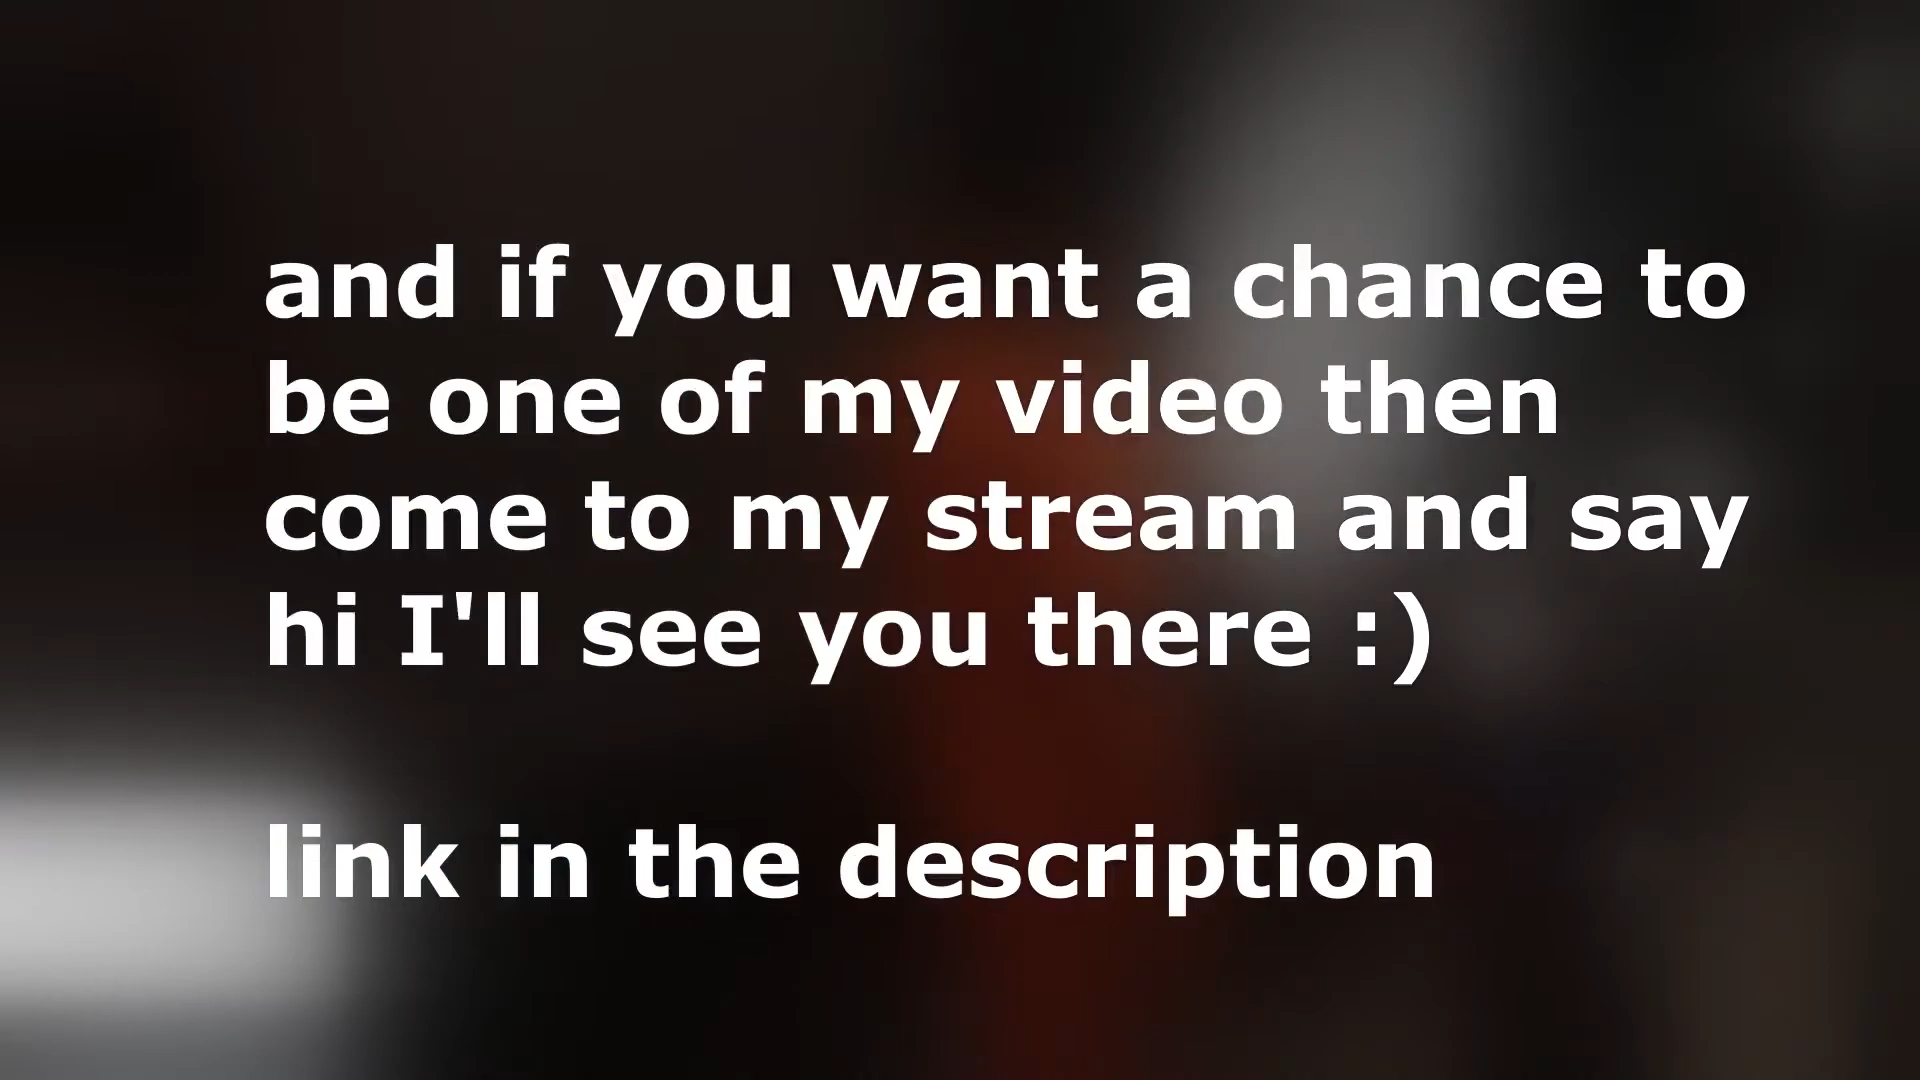 and if you want a chance to
be one of my video then
come to my stream and say
hi I'll see you there :)
link in the description